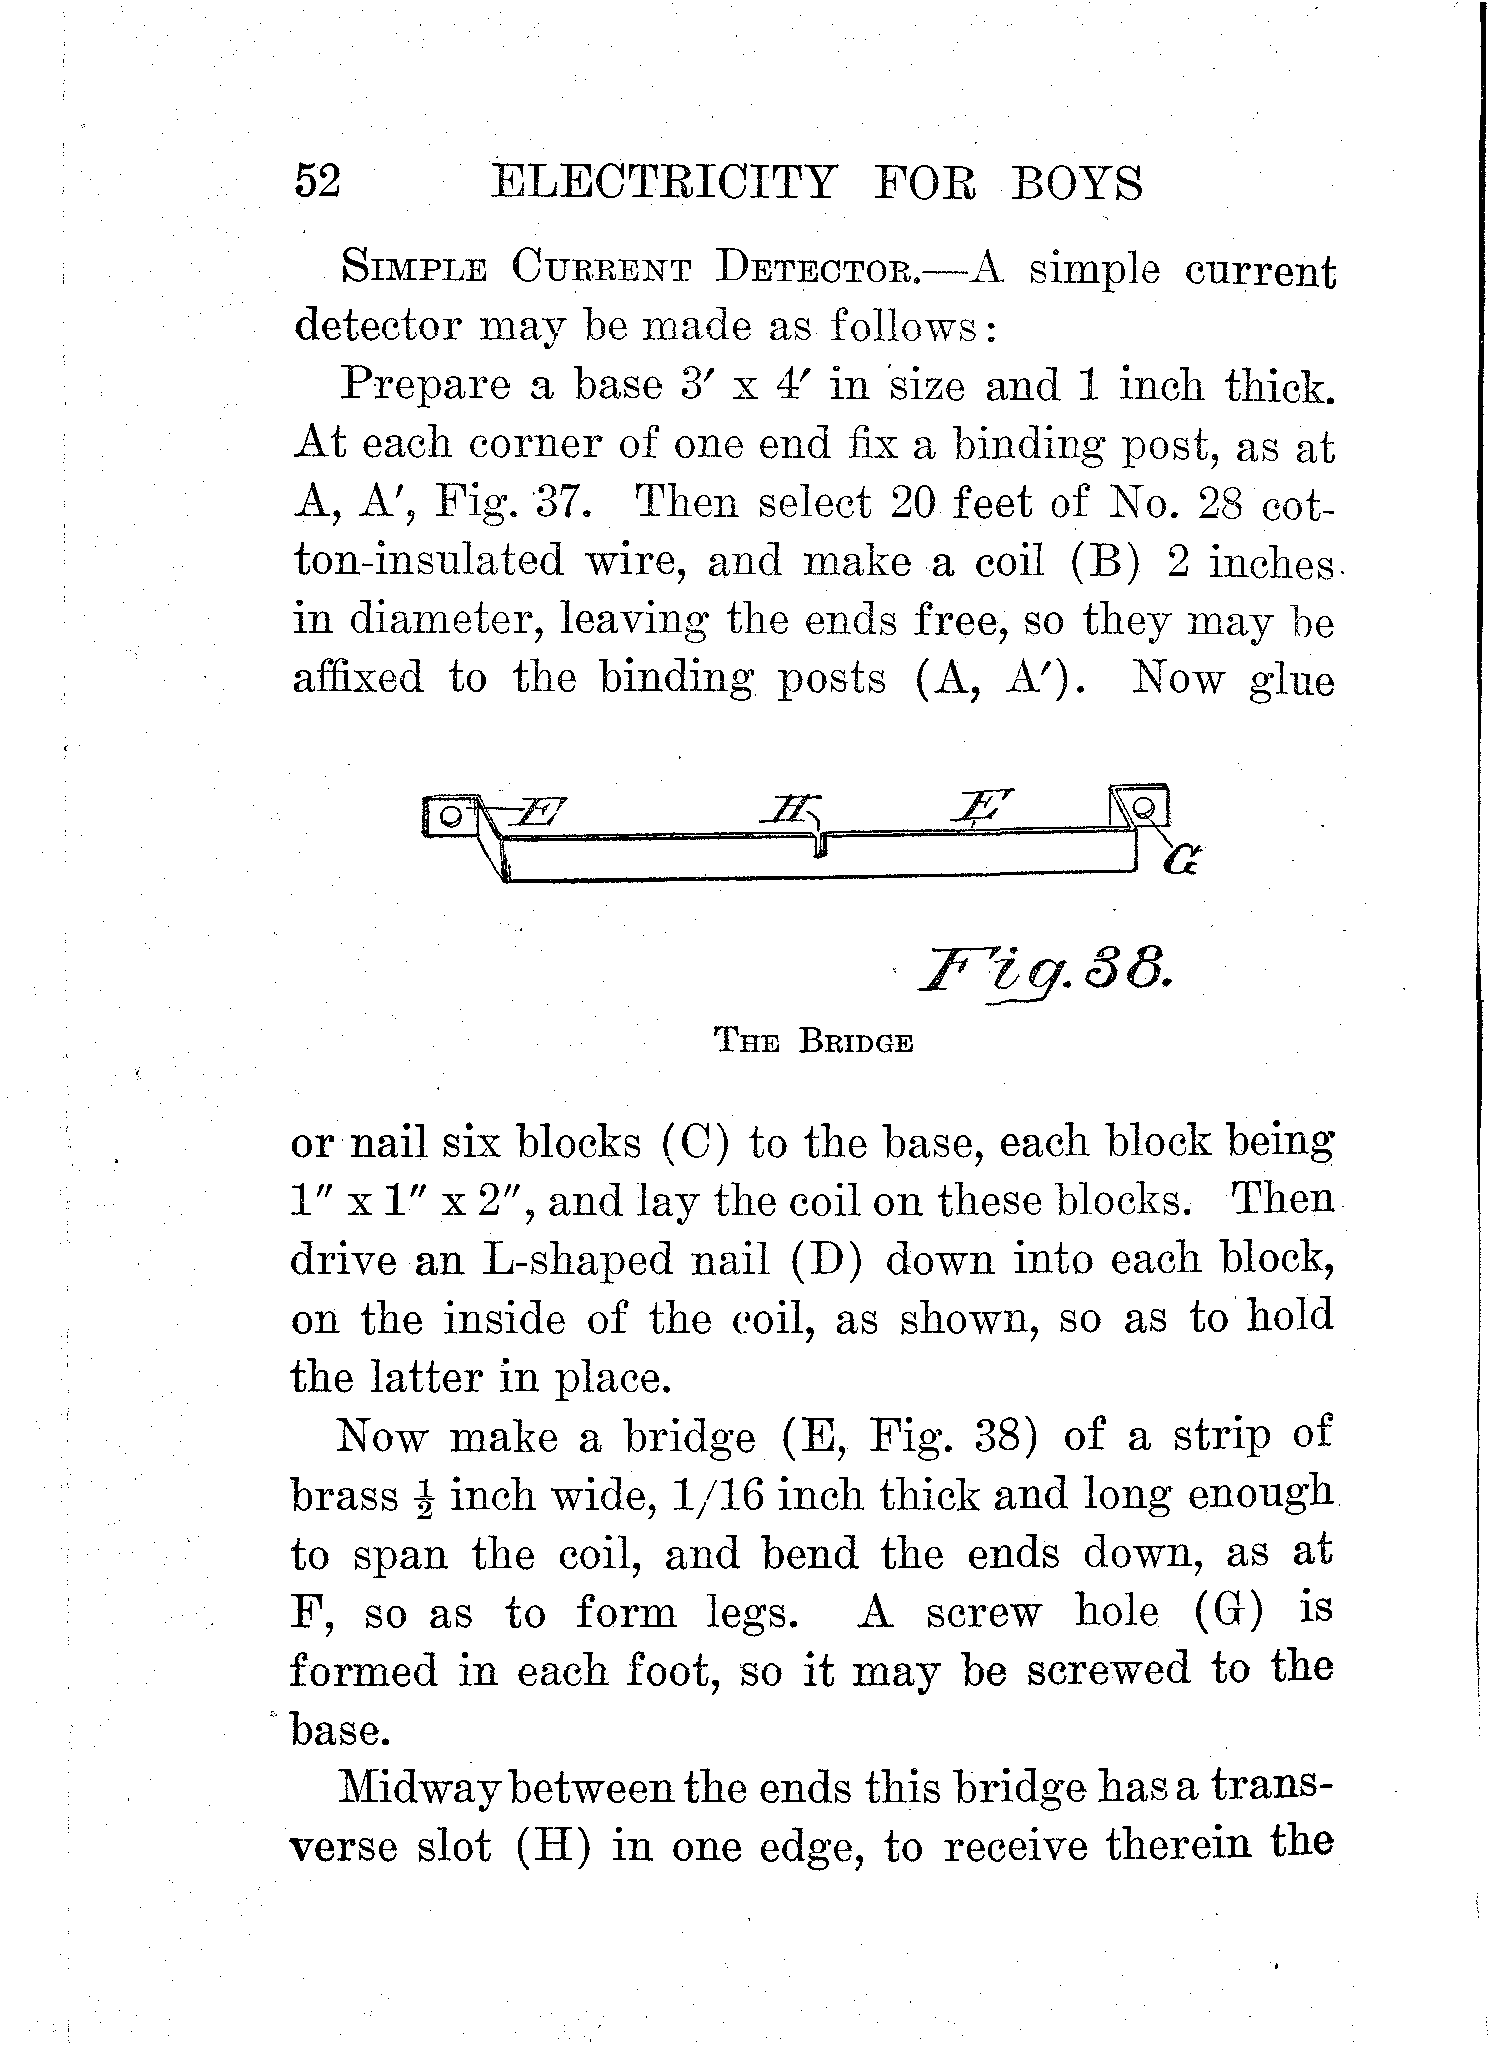 52 ELECTRICITY FOR BOYS
Simple Current Detector.—A simple current
detector may be made as follows:
Prepare a base 3′ x 4′ in size and 1 inch thick.
At each corner of one end fix a binding post, as at
A, A′, Fig. 37. Then select 20 feet of No. 28 cot-
ton-insulated wire, and make a coil (B) 2 inches
in diameter, leaving the ends free, so they may be
affixed to the binding posts (A, A′). Now glue
F H E
G
Fig. 38.
The Bridge
or nail six blocks (C) to the base, each block being
1″ x 1″ x 2″, and lay the coil on these blocks. Then
drive an L-shaped nail (D) down into each block,
on the inside of the coil, as shown, so as to hold
the latter in place.
Now make a bridge (E, Fig. 38) of a strip of
brass ½ inch wide, 1/16 inch thick and long enough
to span the coil, and bend the ends down, as at
F, so as to form legs. A screw hole (G) is
formed in each foot, so it may be screwed to the
base.
Midway between the ends this bridge has a trans-
verse slot (H) in one edge, to receive therein the